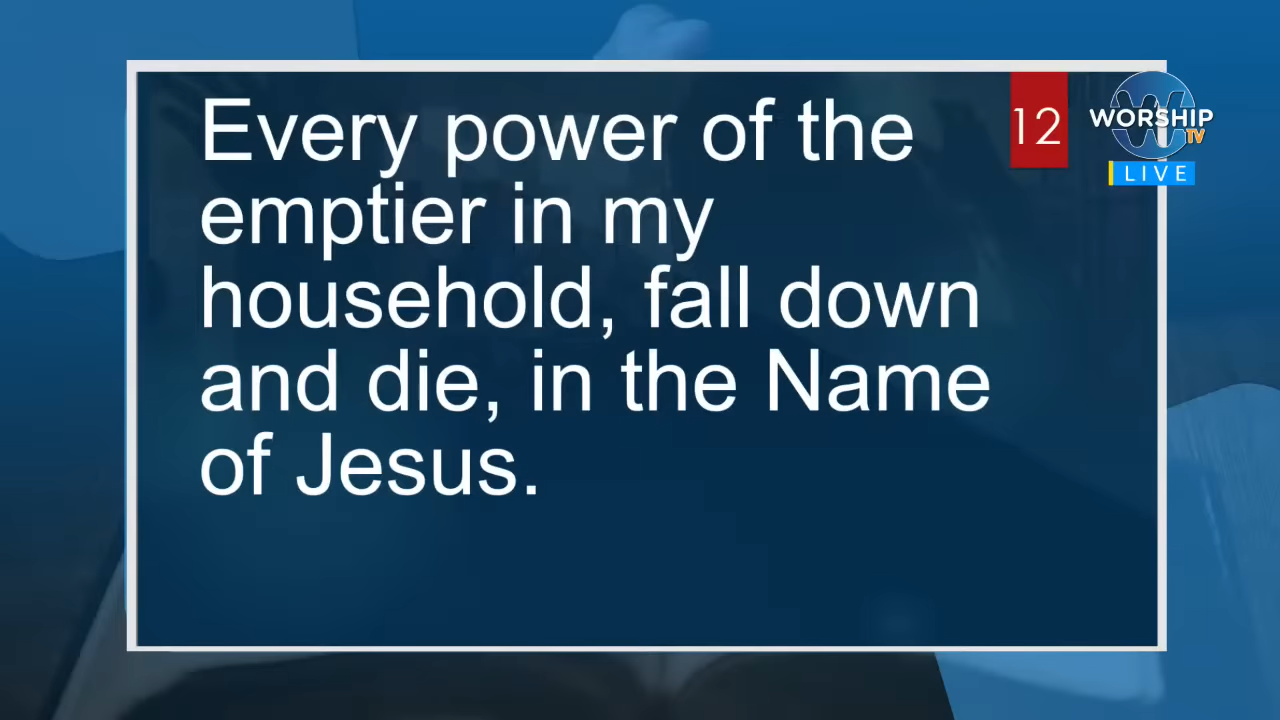 Every power of the
emptier in my
household, fall down
and die, in the Name
of Jesus.
12
WORSHIP
TV
LIVE